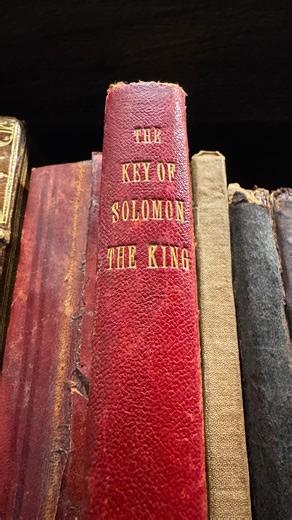 THE
KEY OF
SOLOMON
THE KING